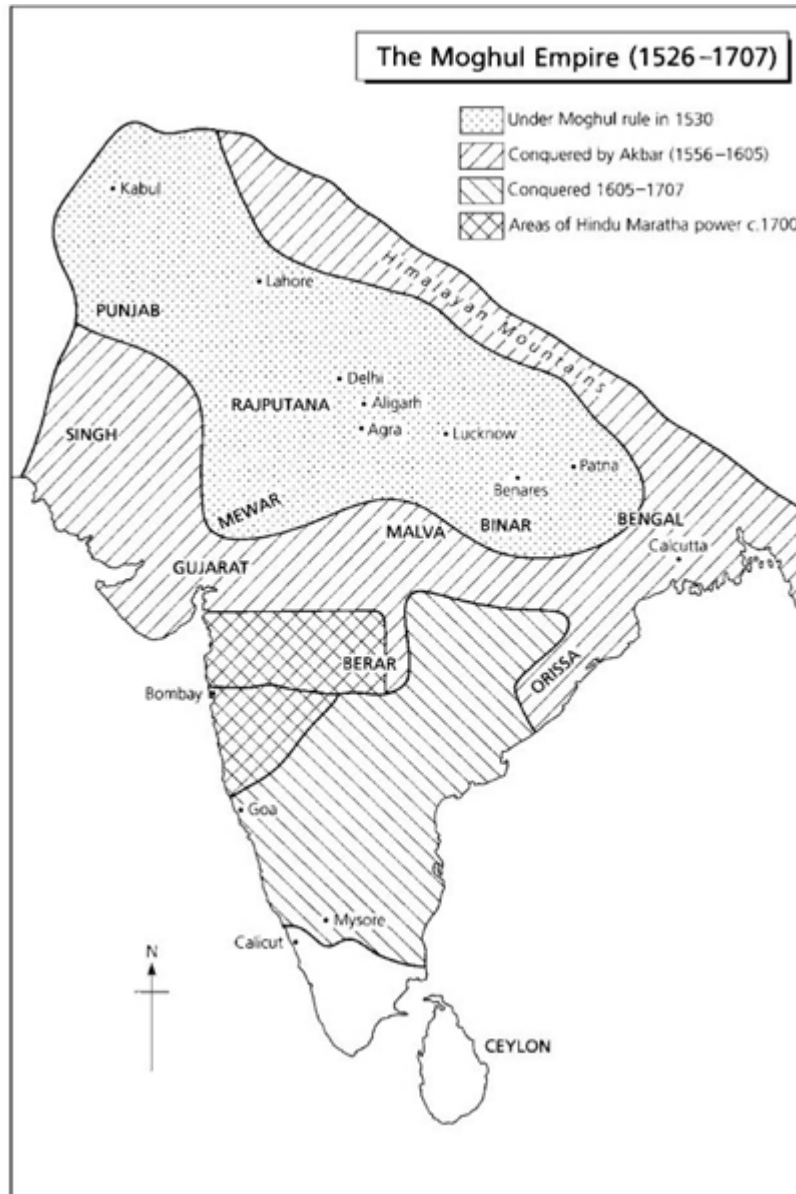 The Moghul Empire (1526–1707)
Under Moghul rule in 1530
Conquered by Akbar (1556–1605)
Conquered 1605–1707
Areas of Hindu Maratha power c.1700
Kabul
Himalayan Mountains
Lahore
PUNJAB
Delhi
RAJPUTANA
Aligarh
SINGH
Agra
Lucknow
Patna
Benares
MEWAR
MALVA
BINAR
BENGAL
Calcutta
GUJARAT
BERAR
ORISSA
Bombay
Goa
Mysore
Calicut
N
CEYLON